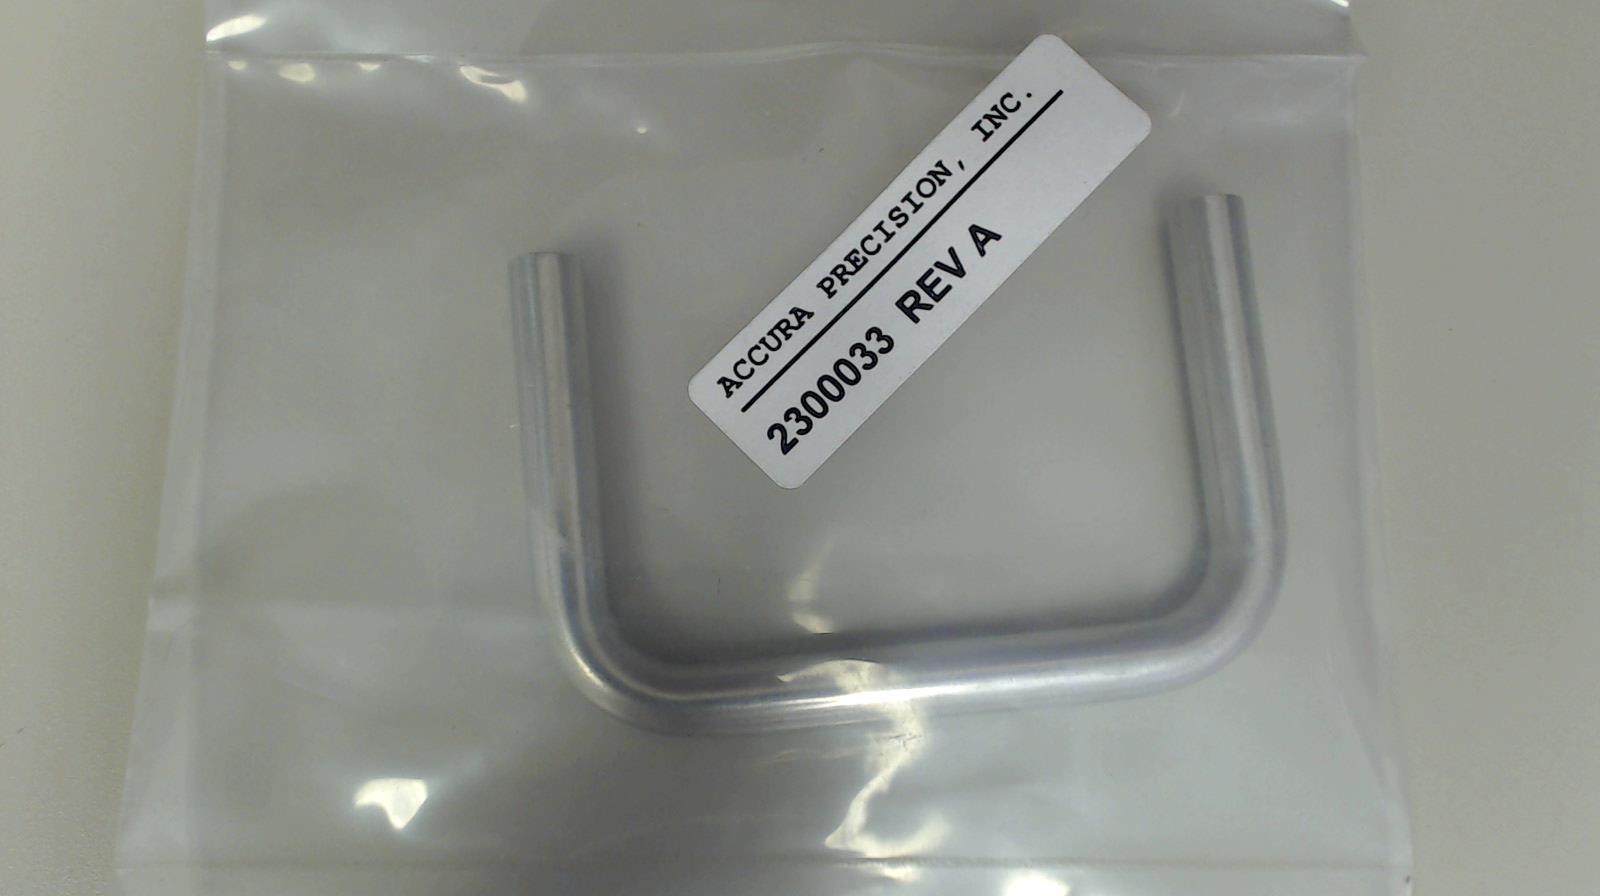 ACCURA PRECISION, INC.
2300033 REV A